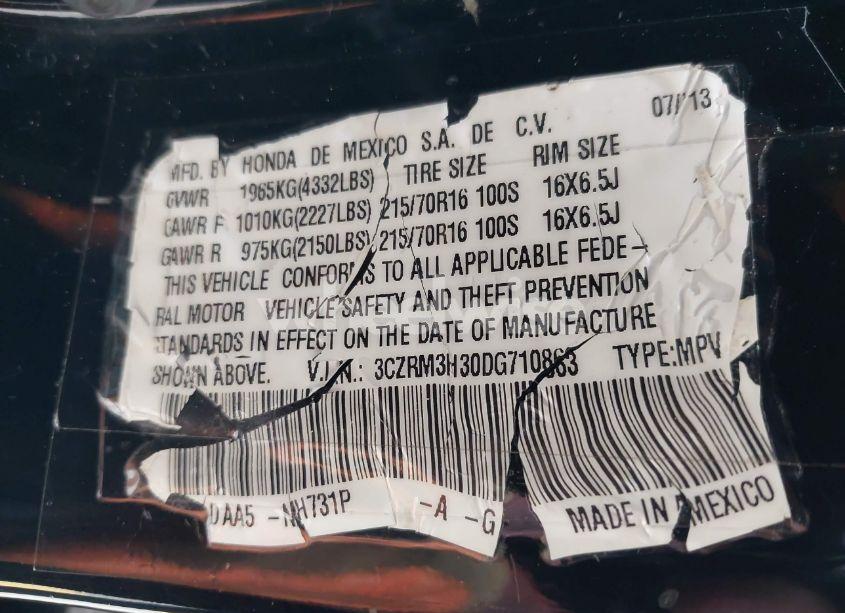 07/13
MFD. BY HONDA DE MEXICO S.A. DE C.V.
GVWR 1965KG(4332LBS) TIRE SIZE RIM SIZE
GAWR F 1010KG(2227LBS) 215/70R16 100S 16X6.5J
GAWR R 975KG(2150LBS) 215/70R16 100S 16X6.5J
THIS VEHICLE CONFORMS TO ALL APPLICABLE FEDE-
RAL MOTOR VEHICLE SAFETY AND THEFT PREVENTION
STANDARDS IN EFFECT ON THE DATE OF MANUFACTURE
SHOWN ABOVE. V.I.N.: 3CZRM3H30DG710863 TYPE:MPV
DAA5 -NH731P -A -G MADE IN MEXICO